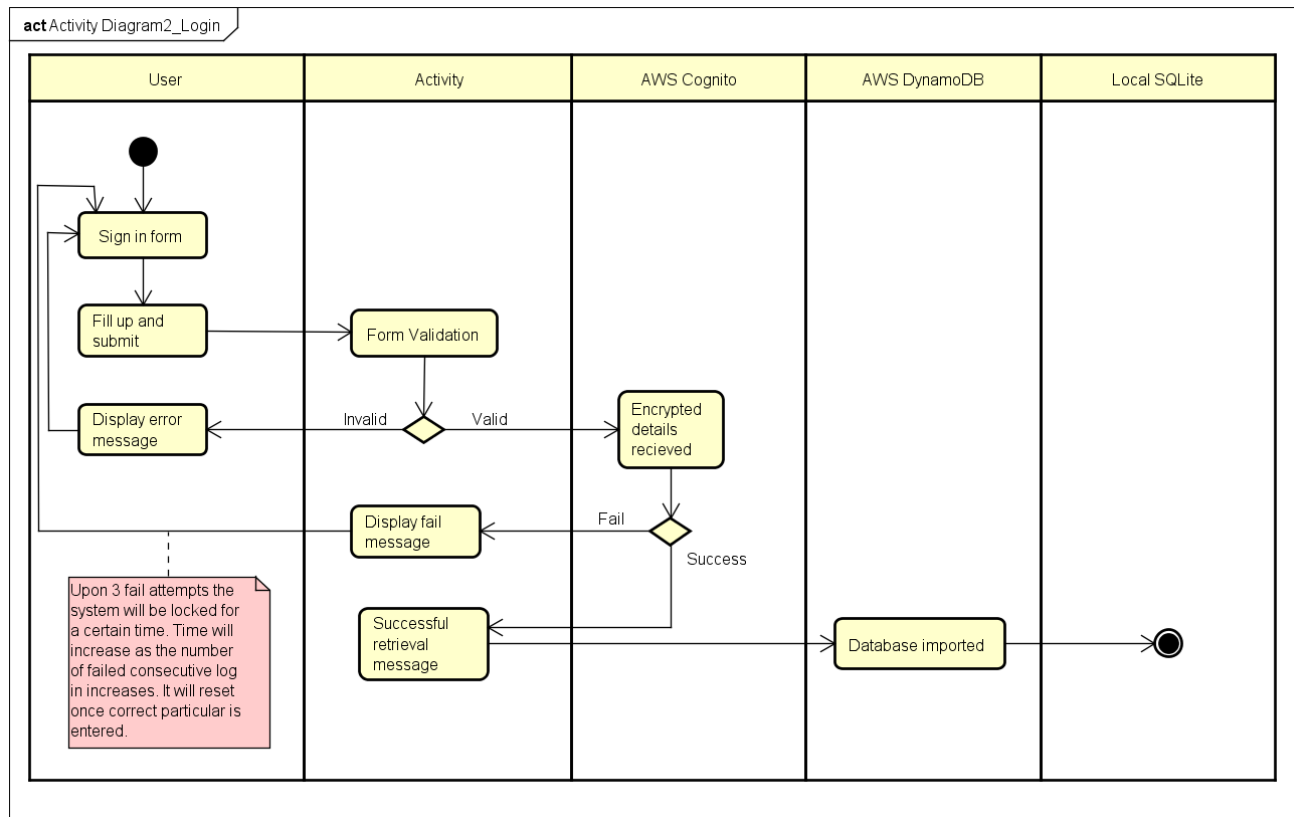 act Activity Diagram2_Login
User
Activity
AWS Cognito
AWS DynamoDB
Local SQLite
Sign in form
Fill up and
submit
Form Validation
Display error
message
Invalid
Valid
Encrypted
details
recieved
Display fail
message
Fail
Success
Upon 3 fail attempts the
system will be locked for
a certain time. Time will
increase as the number
of failed consecutive log
in increases. It will reset
once correct particular is
entered.
Successful
retrieval
message
Database imported